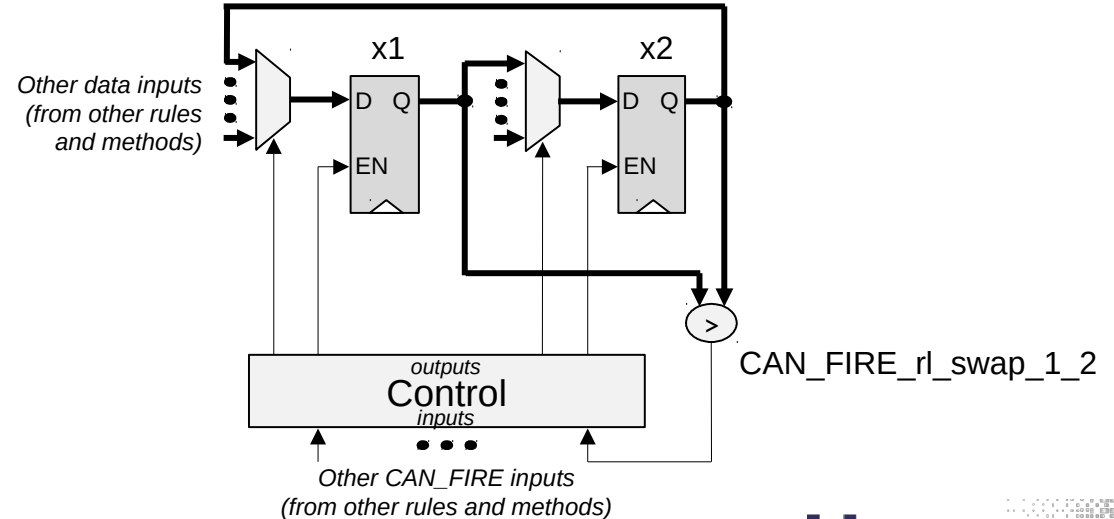 x1
x2
Other data inputs
(from other rules
and methods)
D Q
D Q
EN
EN
>
CAN_FIRE_rl_swap_1_2
outputs
Control
inputs
Other CAN_FIRE inputs
(from other rules and methods)